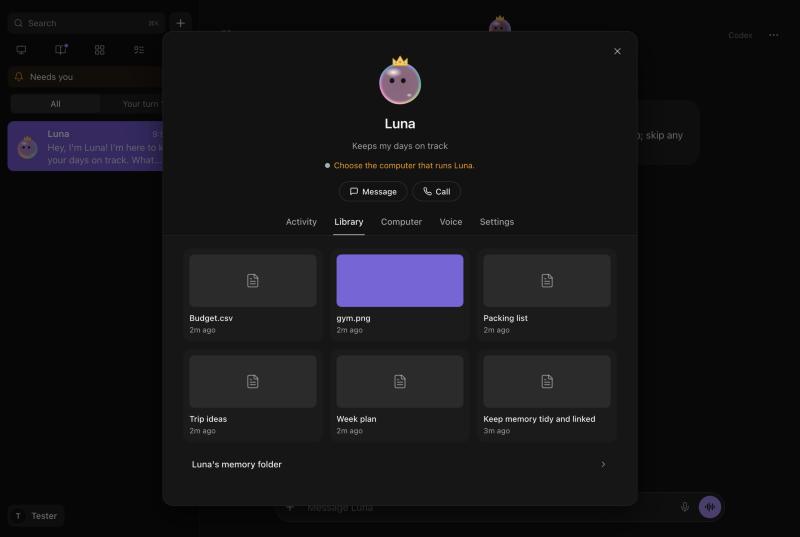 Search
⌘K
Needs you
All
Your turn
Luna
Hey, I'm Luna! I'm here to
your days on track. What...
Codex
skip any
Luna
Keeps my days on track
Choose the computer that runs Luna.
Message
Call
Activity
Library
Computer
Voice
Settings
Budget.csv
2m ago
gym.png
2m ago
Packing list
2m ago
Trip ideas
2m ago
Week plan
2m ago
Keep memory tidy and linked
3m ago
Luna's memory folder
T
Tester
Message Luna